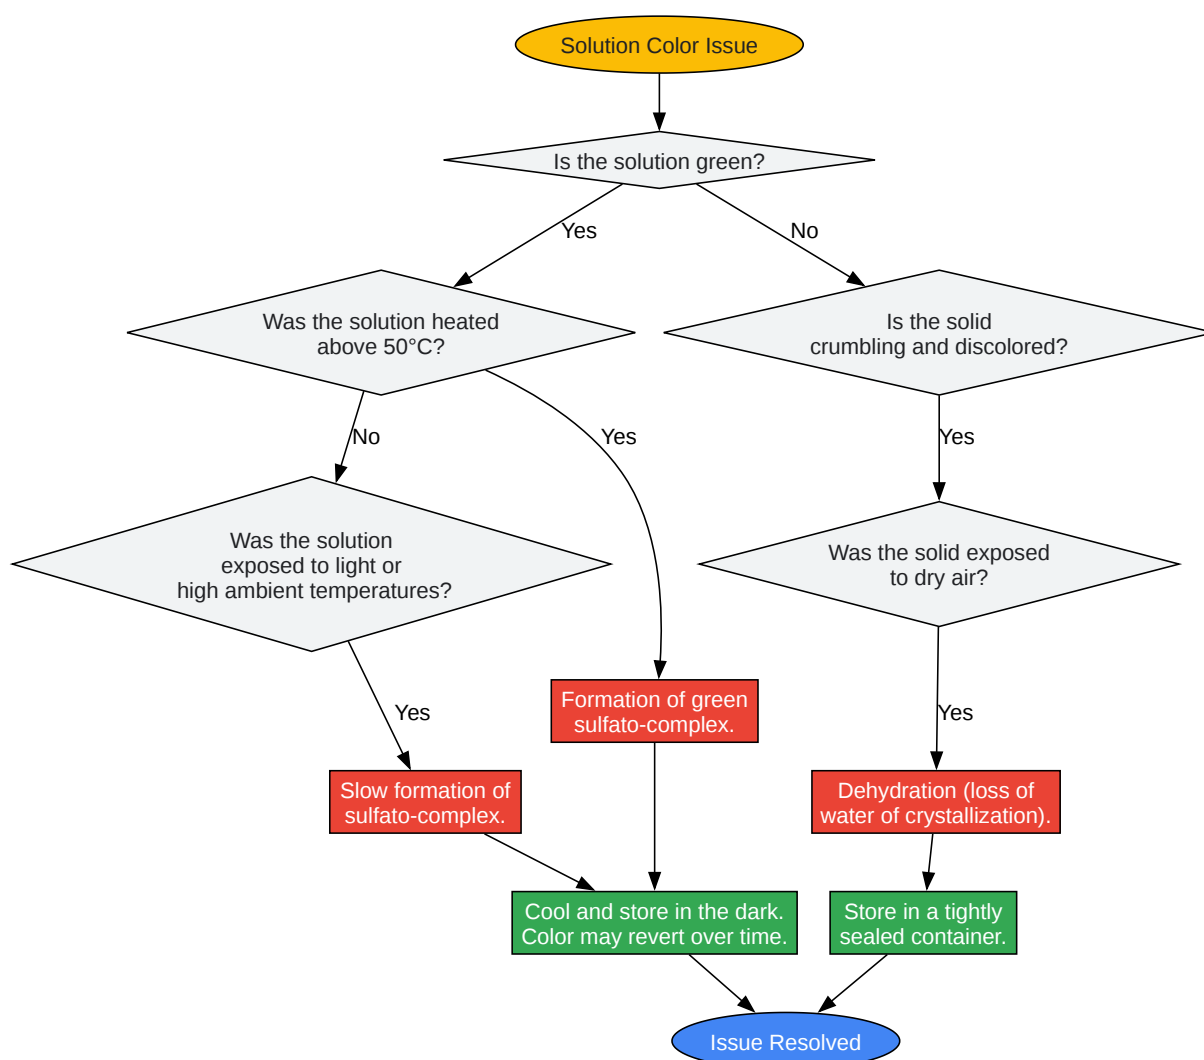 Solution Color Issue
Is the solution green?
Yes
No
Was the solution heated
above 50°C?
Is the solid
crumbling and discolored?
No
Yes
Yes
Was the solution
exposed to light or
high ambient temperatures?
Was the solid exposed
to dry air?
Yes
Formation of green
sulfato-complex.
Yes
Slow formation of
sulfato-complex.
Dehydration (loss of
water of crystallization).
Cool and store in the dark.
Color may revert over time.
Store in a tightly
sealed container.
Issue Resolved